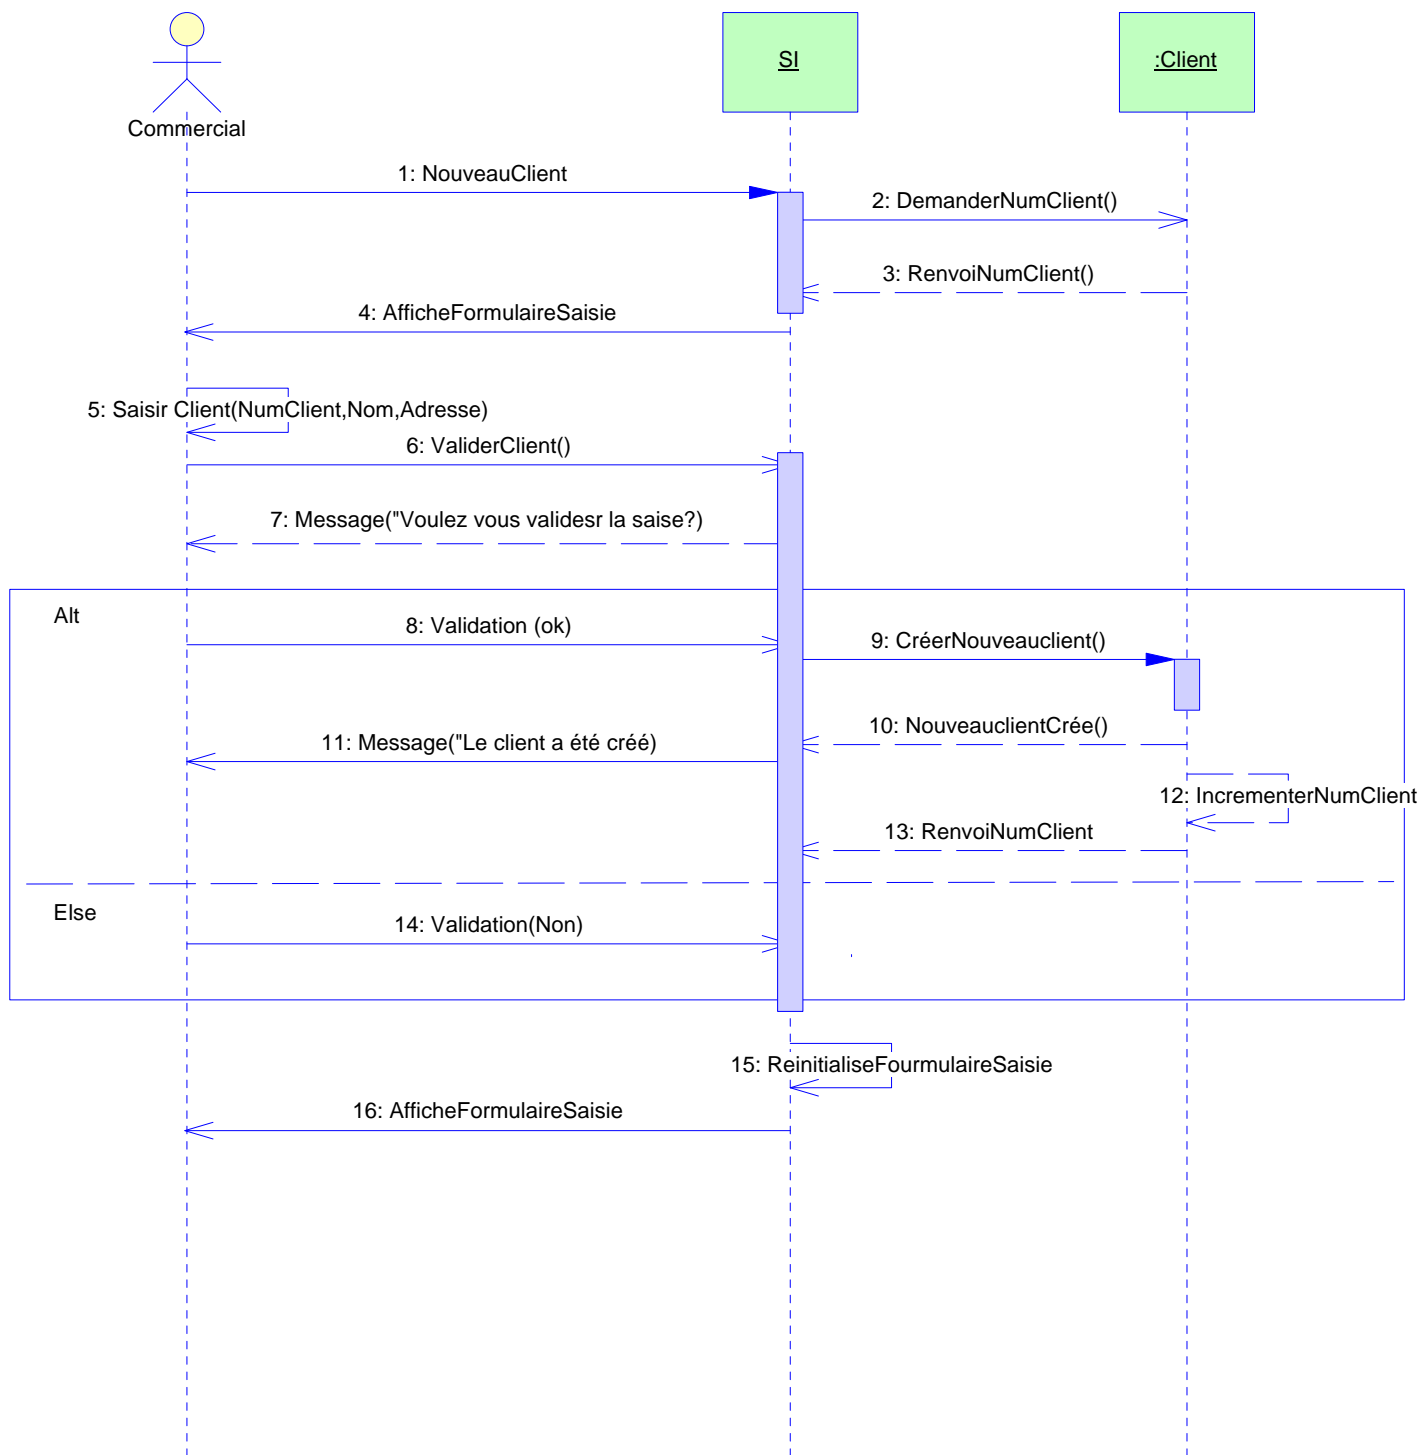 Commercial
SI
:Client
1: NouveauClient
2: DemanderNumClient()
3: RenvoiNumClient()
4: AfficheFormulaireSaisie
5: Saisir Client(NumClient,Nom,Adresse)
6: ValiderClient()
7: Message("Voulez vous validesr la saise?)
Alt
8: Validation (ok)
9: CréerNouveauclient()
10: NouveauclientCrée()
11: Message("Le client a été créé)
12: IncrementerNumClient
13: RenvoiNumClient
Else
14: Validation(Non)
15: ReinitialiseFourmulaireSaisie
16: AfficheFormulaireSaisie